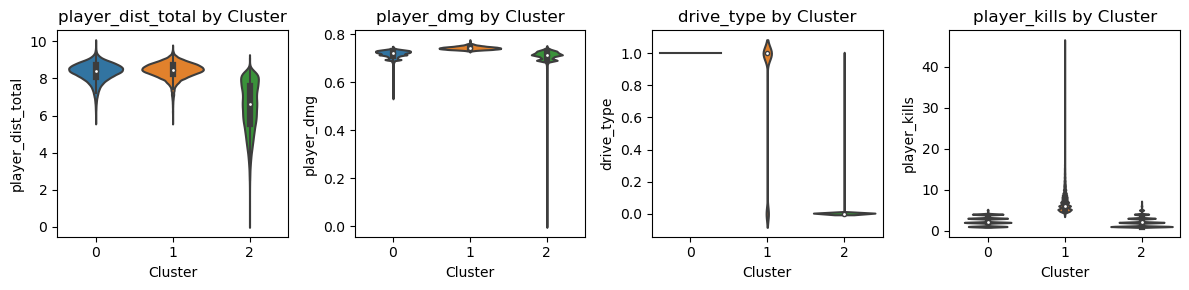 player_dist_total by Cluster
player_dist_total
10
8
6
4
2
0
0 1 2
Cluster
player_dmg by Cluster
player_dmg
0.8
0.6
0.4
0.2
0.0
0 1 2
Cluster
drive_type by Cluster
drive_type
1.0
0.8
0.6
0.4
0.2
0.0
0 1 2
Cluster
player_kills by Cluster
player_kills
40
30
20
10
0
0 1 2
Cluster